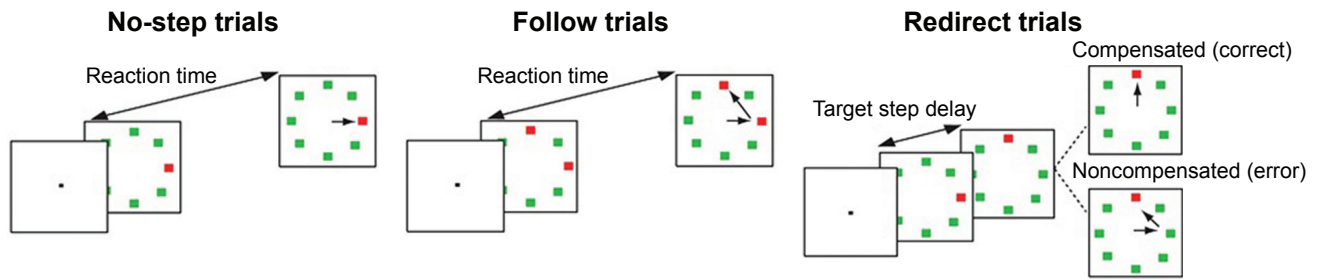 No-step trials
Reaction time
Follow trials
Reaction time
Redirect trials
Target step delay
Compensated (correct)
Noncompensated (error)